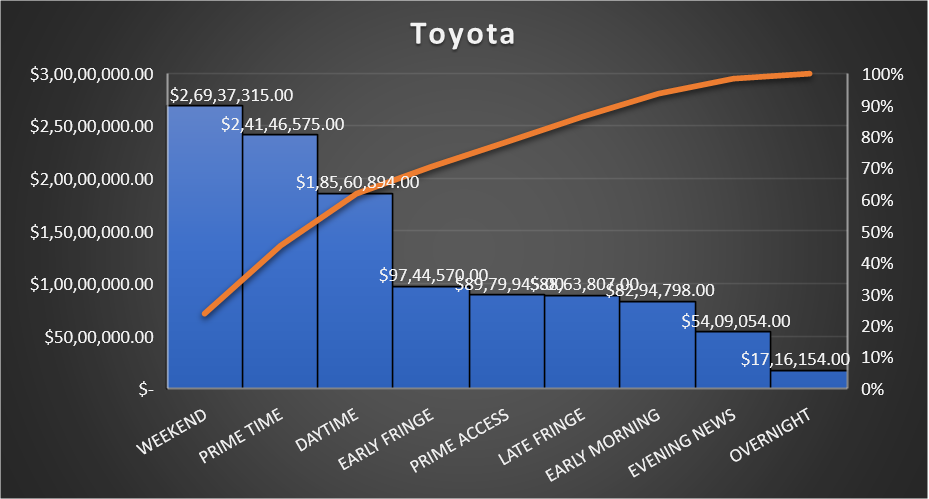 Toyota
$3,00,00,000.00
$2,50,00,000.00
$2,00,00,000.00
$1,50,00,000.00
$1,00,00,000.00
$50,00,000.00
$-
$2,69,37,315.00
$2,41,46,575.00
$1,85,60,894.00
$97,44,570.00
$82,94,798.00
$54,09,054.00
$17,16,154.00
100%
90%
80%
70%
60%
50%
40%
30%
20%
10%
0%
WEEKEND
PRIME TIME
DAYTIME
EARLY FRINGE
PRIME ACCESS
LATE FRINGE
EARLY MORNING
EVENING NEWS
OVERNIGHT